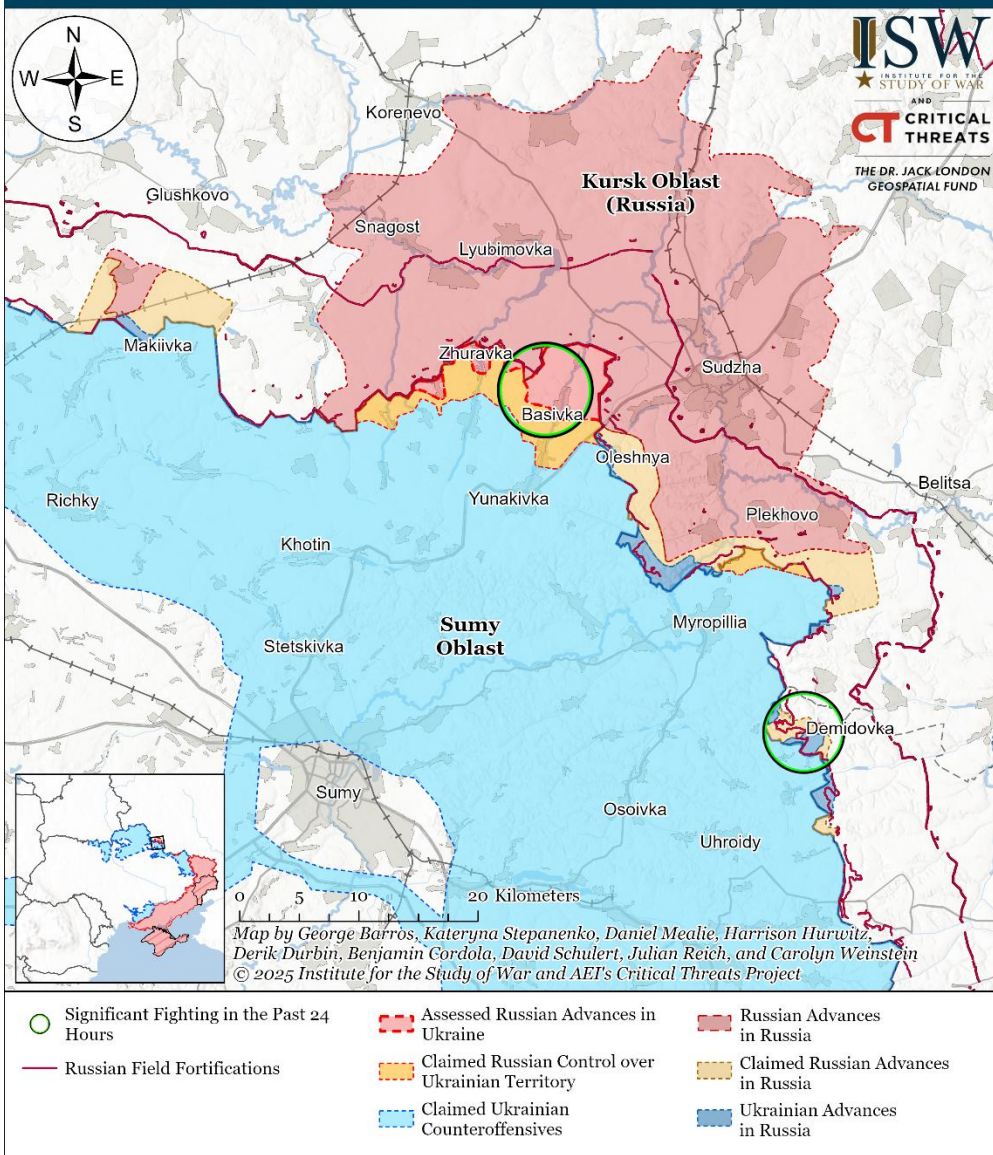 N
W E
S
ISW
INSTITUTE FOR THE
STUDY OF WAR
AND
CT CRITICAL
THREATS
THE DR. JACK LONDON
GEOSPATIAL FUND
Korenevo
Kursk Oblast
(Russia)
Glushkovo
Snagost
Lyubimovka
Makiivka
Zhuravka
Sudzha
Basivka
Oleshnya
Belitsa
Richky
Yunakivka
Plekhovo
Khotin
Myropillia
Sumy
Oblast
Stetskivka
Demidovka
Sumy
Osoivka
Uhroidy
0 5 10 20 Kilometers
Map by George Barros, Kateryna Stepanenko, Daniel Mealie, Harrison Hurwitz,
Derik Durbin, Benjamin Cordola, David Schulert, Julian Reich, and Carolyn Weinstein
© 2025 Institute for the Study of War and AEI's Critical Threats Project
Significant Fighting in the Past 24
Hours
Russian Field Fortifications
Assessed Russian Advances in
Ukraine
Claimed Russian Control over
Ukrainian Territory
Claimed Ukrainian
Counteroffensives
Russian Advances
in Russia
Claimed Russian Advances
in Russia
Ukrainian Advances
in Russia